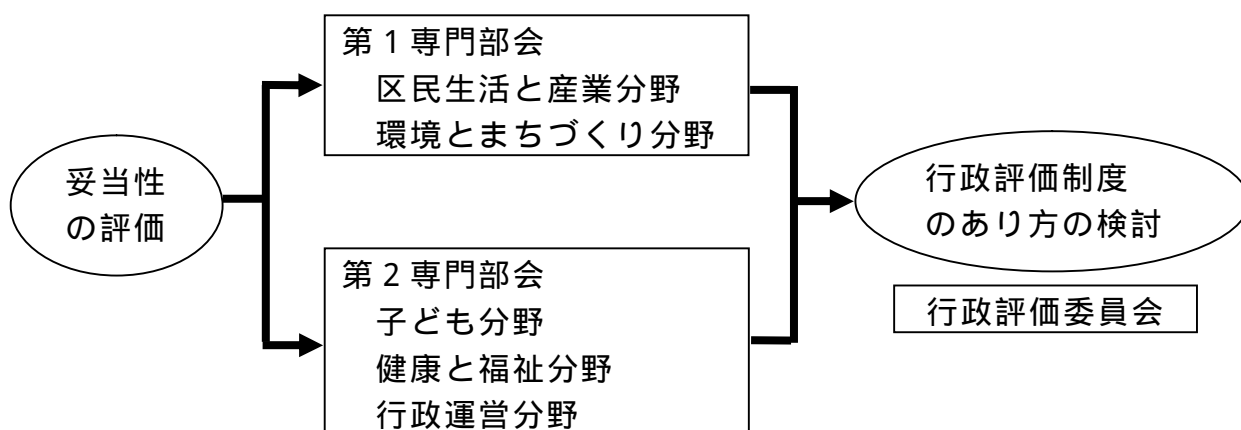 妥当性
の評価
第１専門部会
区民生活と産業分野
環境とまちづくり分野
第２専門部会
子ども分野
健康と福祉分野
行政運営分野
行政評価制度
のあり方の検討
行政評価委員会